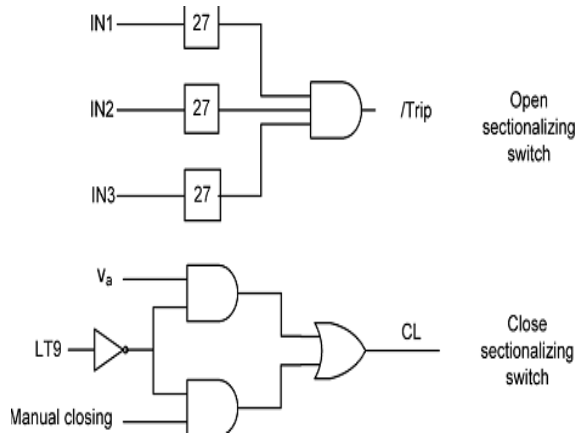 IN1
27
IN2
27
/Trip
Open
sectionalizing
switch
IN3
27
va
LT9
CL
Close
sectionalizing
switch
Manual closing